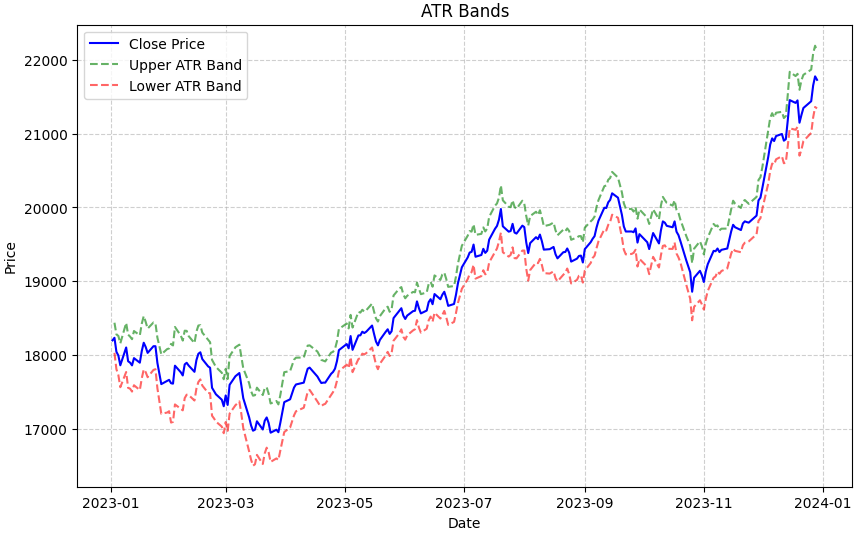 ATR Bands
Close Price
Upper ATR Band
Lower ATR Band
22000
21000
20000
19000
18000
17000
Price
2023-01
2023-03
2023-05
2023-07
2023-09
2023-11
2024-01
Date